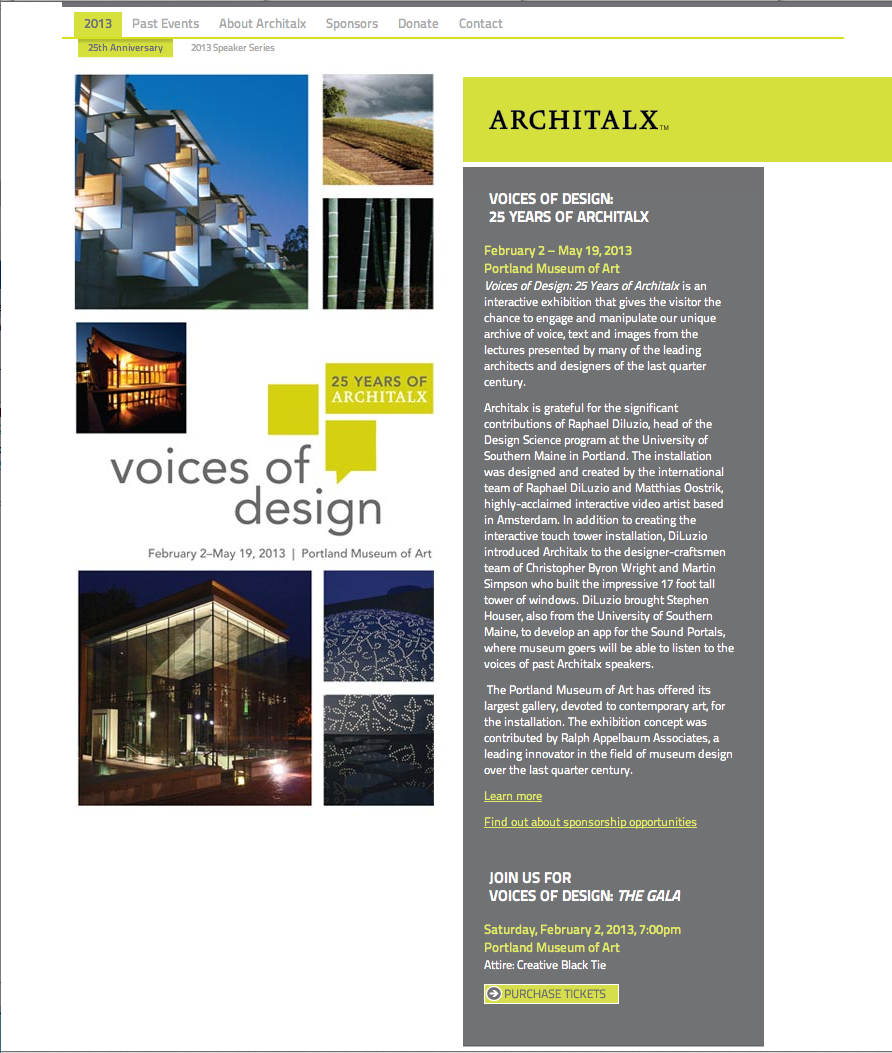 2013 Past Events About Architalx Sponsors Donate Contact
25th Anniversary 2013 Speaker Series
25 YEARS OF
ARCHITALX
voices of
design
February 2–May 19, 2013 | Portland Museum of Art
ARCHITALX™
VOICES OF DESIGN:
25 YEARS OF ARCHITALX
February 2 – May 19, 2013
Portland Museum of Art
Voices of Design: 25 Years of Architalx is an
interactive exhibition that gives the visitor the
chance to engage and manipulate our unique
archive of voice, text and images from the
lectures presented by many of the leading
architects and designers of the last quarter
century.
Architalx is grateful for the significant
contributions of Raphael Diluzio, head of the
Design Science program at the University of
Southern Maine in Portland. The installation
was designed and created by the international
team of Raphael DiLuzio and Matthias Oostrik,
highly-acclaimed interactive video artist based
in Amsterdam. In addition to creating the
interactive touch tower installation, DiLuzio
introduced Architalx to the designer-craftsmen
team of Christopher Byron Wright and Martin
Simpson who built the impressive 17 foot tall
tower of windows. DiLuzio brought Stephen
Houser, also from the University of Southern
Maine, to develop an app for the Sound Portals,
where museum goers will be able to listen to the
voices of past Architalx speakers.
The Portland Museum of Art has offered its
largest gallery, devoted to contemporary art, for
the installation. The exhibition concept was
contributed by Ralph Appelbaum Associates, a
leading innovator in the field of museum design
over the last quarter century.
Learn more
Find out about sponsorship opportunities
JOIN US FOR
VOICES OF DESIGN: THE GALA
Saturday, February 2, 2013, 7:00pm
Portland Museum of Art
Attire: Creative Black Tie
PURCHASE TICKETS